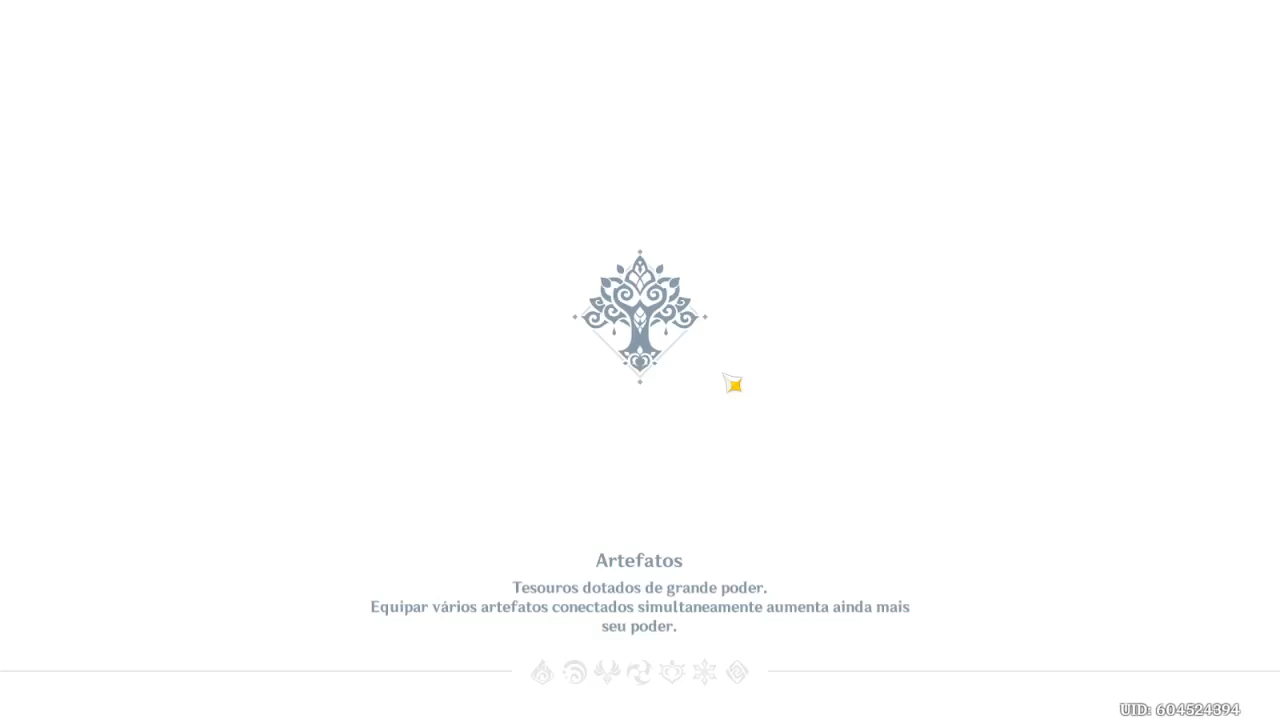 Artefatos
Tesouros dotados de grande poder.
Equipar vários artefatos conectados simultaneamente aumenta ainda mais
seu poder.
UID: 604524394